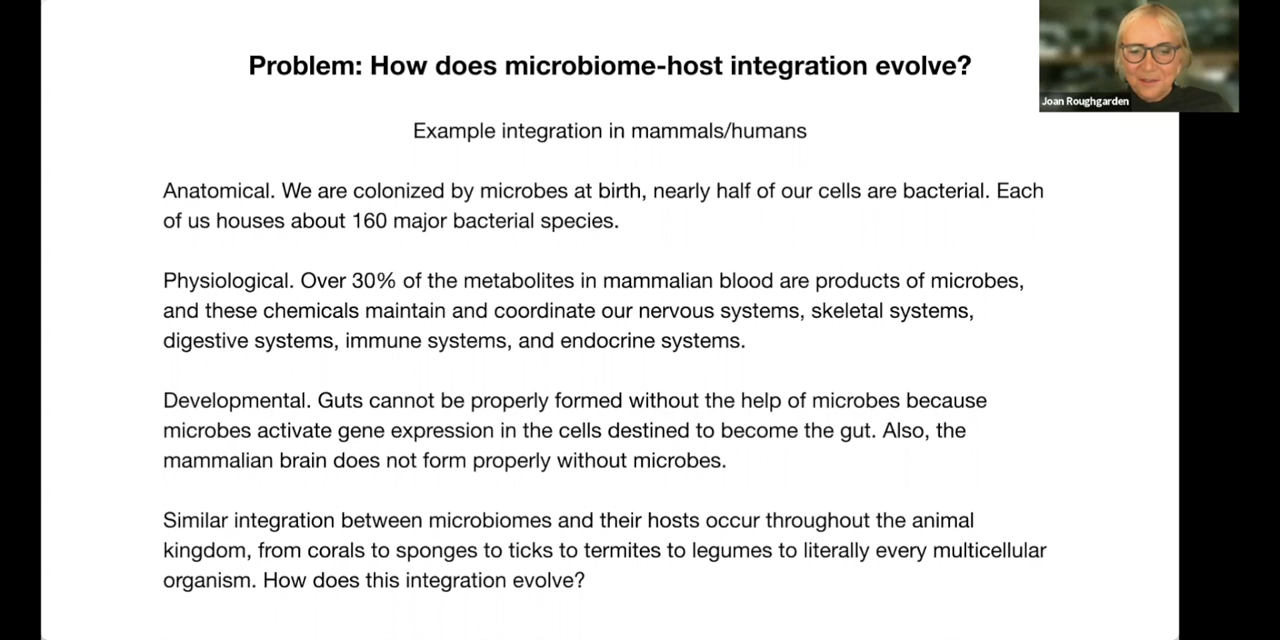 Problem: How does microbiome-host integration evolve?
Joan Roughgarden
Example integration in mammals/humans
Anatomical. We are colonized by microbes at birth, nearly half of our cells are bacterial. Each
of us houses about 160 major bacterial species.
Physiological. Over 30% of the metabolites in mammalian blood are products of microbes,
and these chemicals maintain and coordinate our nervous systems, skeletal systems,
digestive systems, immune systems, and endocrine systems.
Developmental. Guts cannot be properly formed without the help of microbes because
microbes activate gene expression in the cells destined to become the gut. Also, the
mammalian brain does not form properly without microbes.
Similar integration between microbiomes and their hosts occur throughout the animal
kingdom, from corals to sponges to ticks to termites to legumes to literally every multicellular
organism. How does this integration evolve?